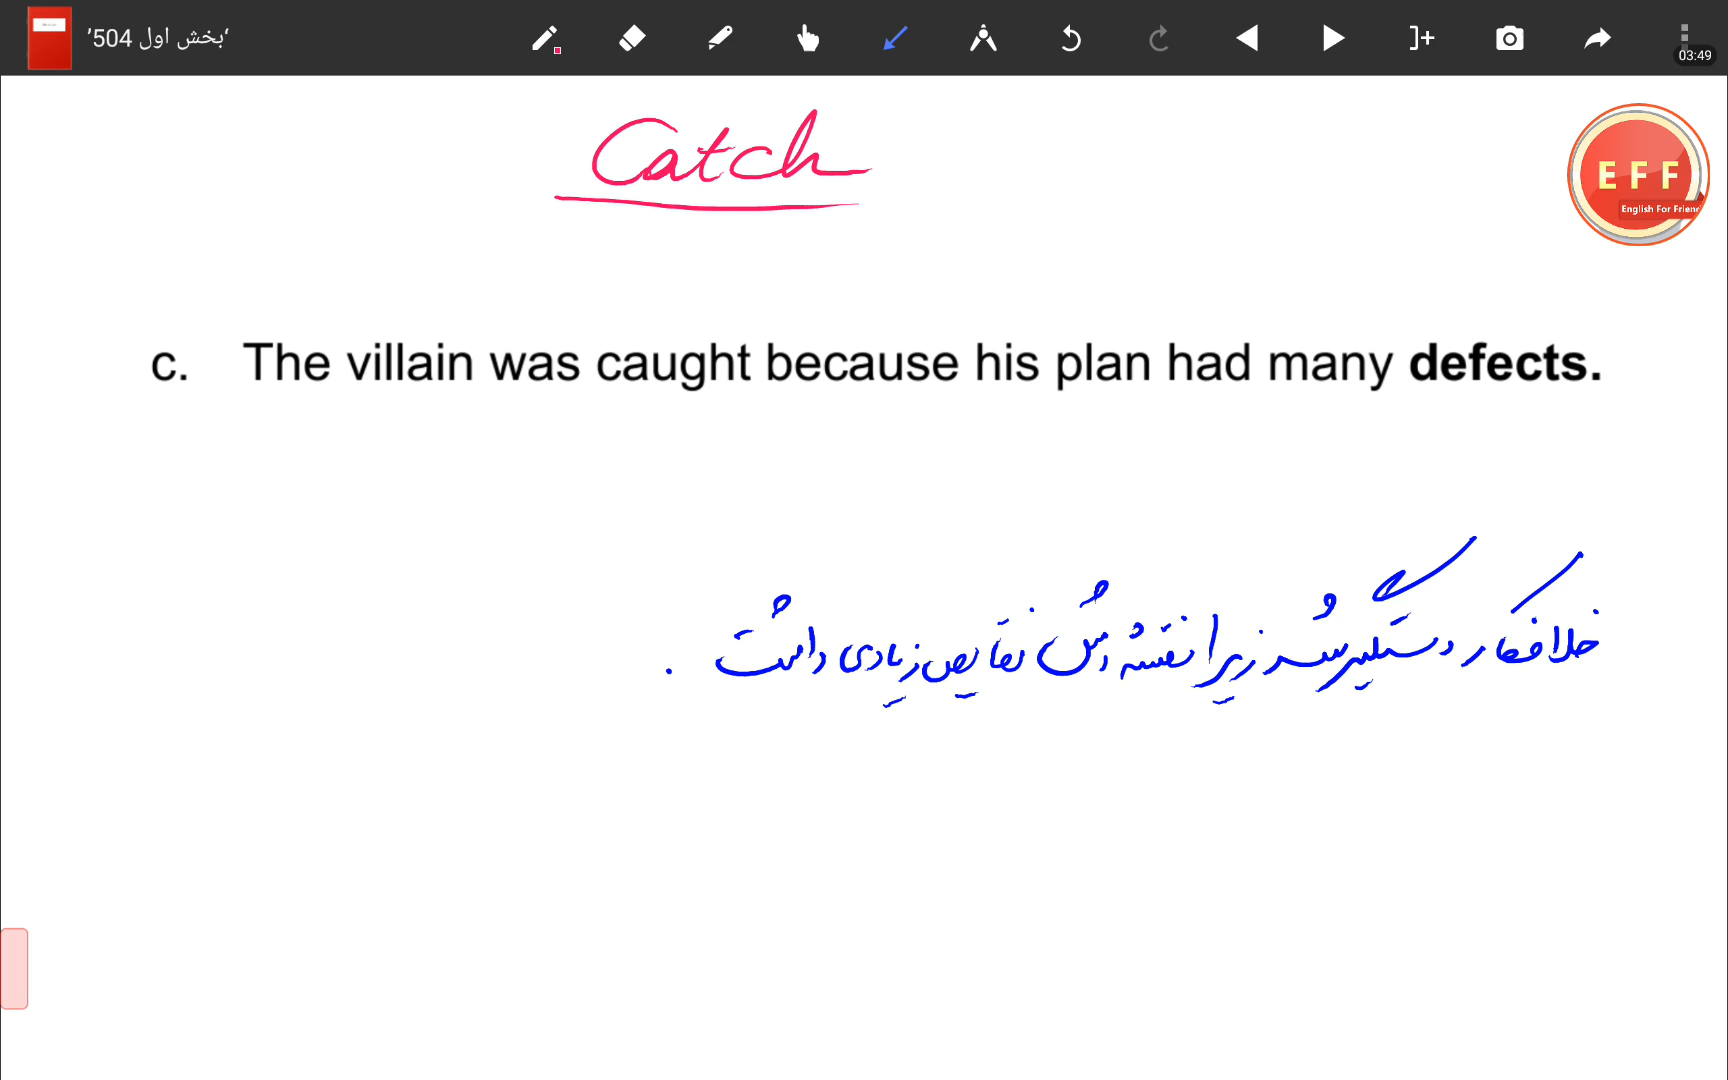 بخش اول 504
03:49
Catch
E F F
English For Frien
c. The villain was caught because his plan had many defects.
خلافکار دستگیر شد زیرا نقشه اش نقایص زیادی داشت .